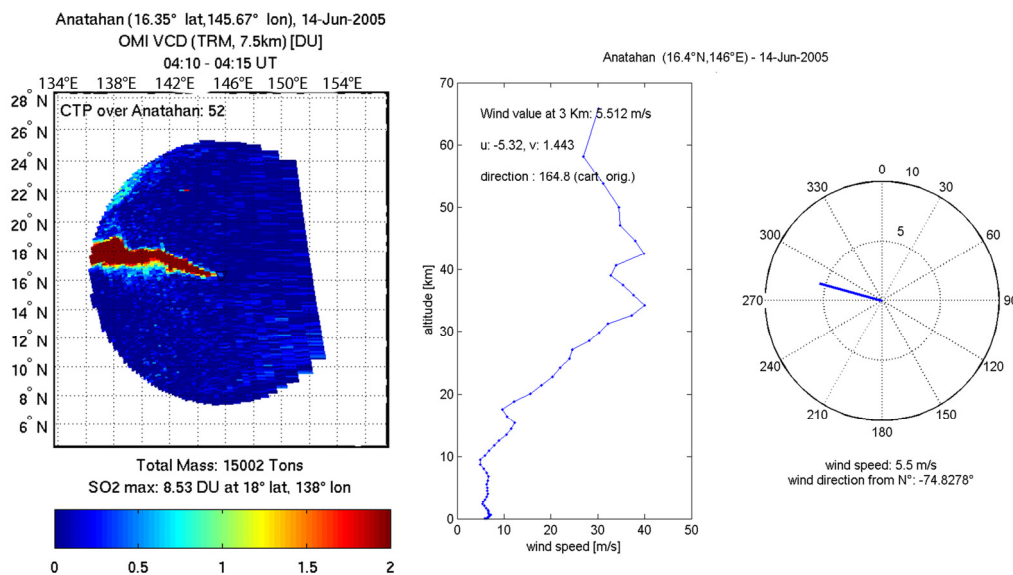 Anatahan (16.35° lat,145.67° lon), 14-Jun-2005
OMI VCD (TRM, 7.5km) [DU]
04:10 - 04:15 UT
134°E 138°E 142°E 146°E 150°E 154°E
28° N
26° N
24° N
22° N
20° N
18° N
16° N
14° N
12° N
10° N
8° N
6° N
CTP over Anatahan: 52
Total Mass: 15002 Tons
SO2 max: 8.53 DU at 18° lat, 138° lon
0 0.5 1 1.5 2
Anatahan (16.4°N,146°E) - 14-Jun-2005
Wind value at 3 Km: 5.512 m/s
u: -5.32, v: 1.443
direction : 164.8 (cart. orig.)
altitude [km]
70
60
50
40
30
20
10
0
0 10 20 30 40 50
wind speed [m/s]
0
10
30
60
90
120
150
180
210
240
270
300
330
5
wind speed: 5.5 m/s
wind direction from N°: -74.8278°